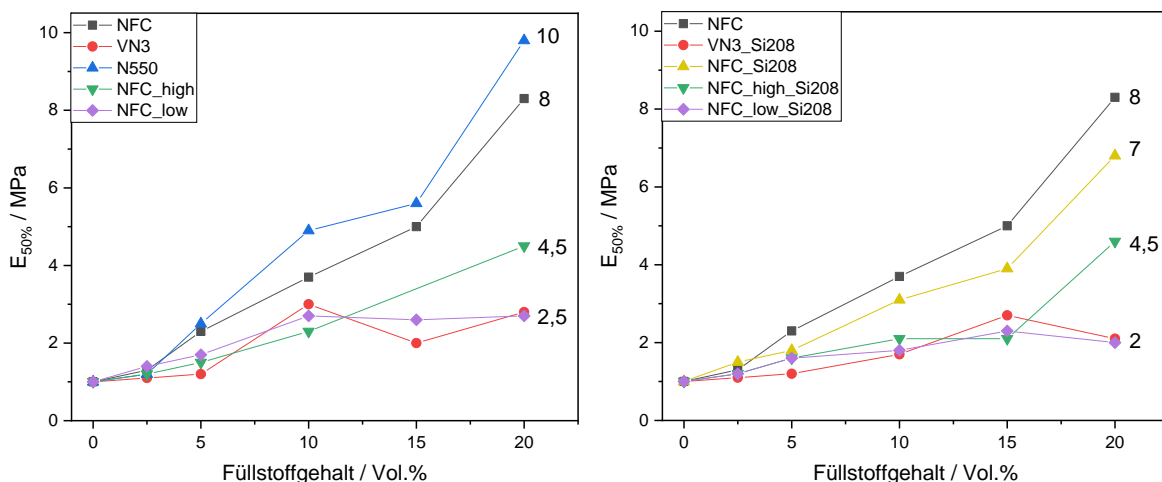 NFC
VN3
N550
NFC_high
NFC_low
10
8
4,5
2,5
10
8
6
4
2
0
E50% / MPa
0 5 10 15 20
Füllstoffgehalt / Vol.%
NFC
VN3_Si208
NFC_Si208
NFC_high_Si208
NFC_low_Si208
8
7
4,5
2
10
8
6
4
2
0
E50% / MPa
0 5 10 15 20
Füllstoffgehalt / Vol.%